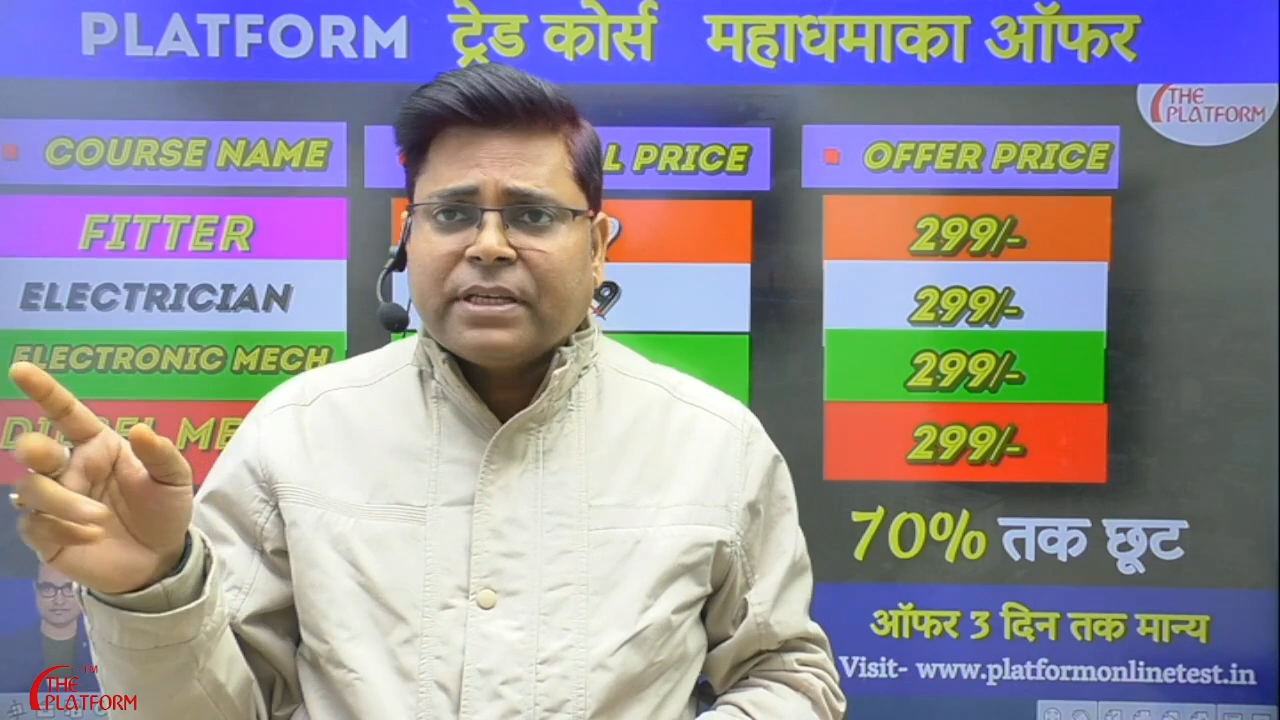 PLATFORM ट्रेड कोर्स महाधमाका ऑफर
THE
PLATFORM
COURSE NAME
PRICE
OFFER PRICE
FITTER
299/-
ELECTRICIAN
299/-
ELECTRONIC MECH
299/-
299/-
70% तक छूट
ऑफर 3 दिन तक मान्य
Visit- www.platformonlinetest.in
THE
PLATFORM
TM